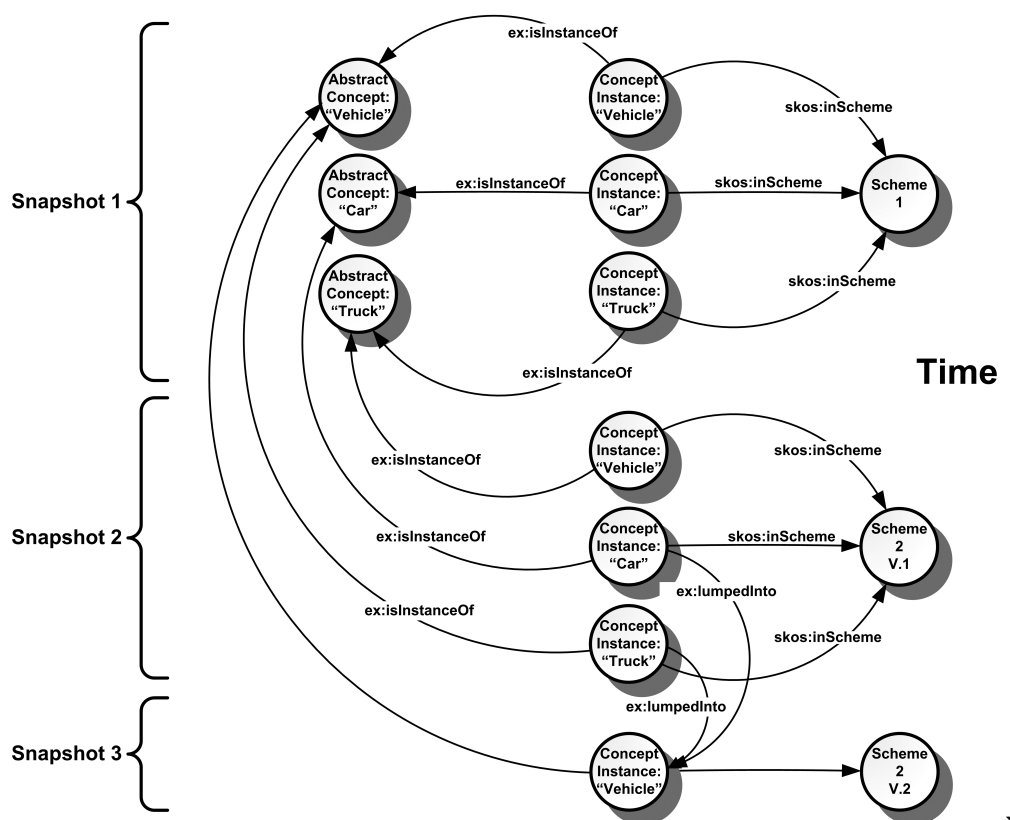 ex:isInstanceOf
Abstract
Concept:
“Vehicle”
Concept
Instance:
“Vehicle”
skos:inScheme
Snapshot 1
Abstract
Concept:
“Car”
ex:isInstanceOf
Concept
Instance:
“Car”
skos:inScheme
Scheme
1
Abstract
Concept:
“Truck”
Concept
Instance:
“Truck”
skos:inScheme
ex:isInstanceOf
Time
Snapshot 2
ex:isInstanceOf
Concept
Instance:
“Vehicle”
skos:inScheme
ex:isInstanceOf
Concept
Instance:
“Car”
skos:inScheme
Scheme
2
V.1
ex:lumpedInto
ex:isInstanceOf
Concept
Instance:
“Truck”
skos:inScheme
ex:lumpedInto
Snapshot 3
Concept
Instance:
“Vehicle”
Scheme
2
V.2